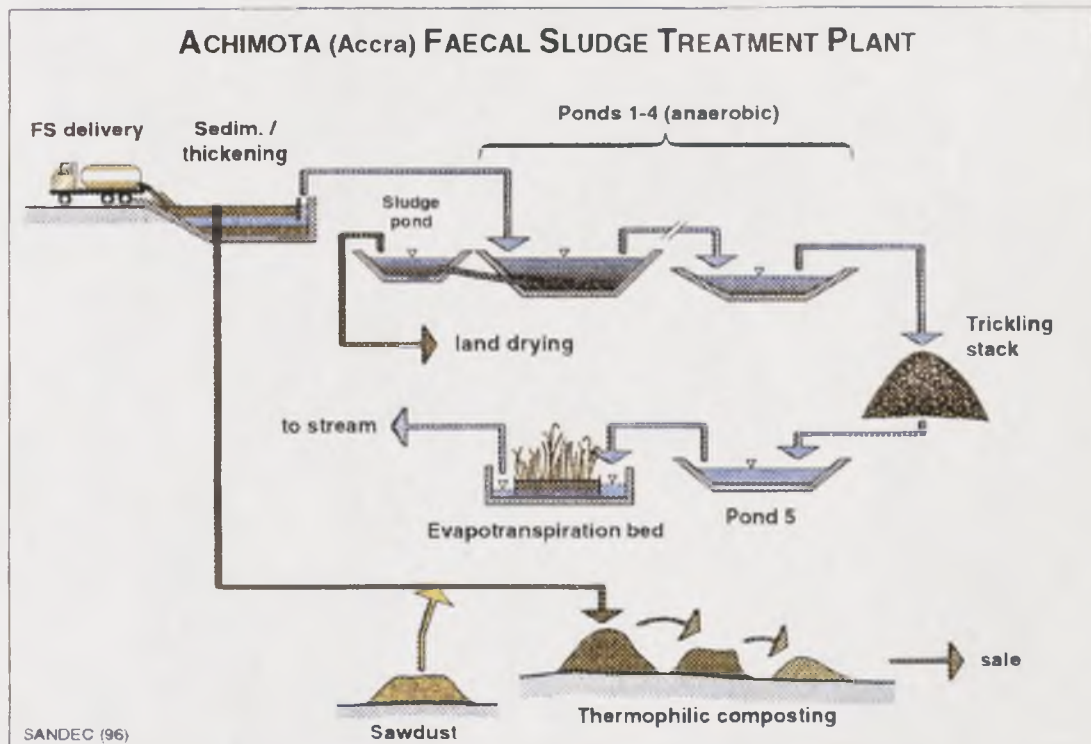 ACHIMOTA (Accra) FAECAL SLUDGE TREATMENT PLANT
Ponds 1-4 (anaerobic)
FS delivery
Sedim. /
thickening
Sludge
pond
Trickling
stack
land drying
to stream
Evapotranspiration bed
Pond 5
sale
Thermophilic composting
Sawdust
SANDEC (96)